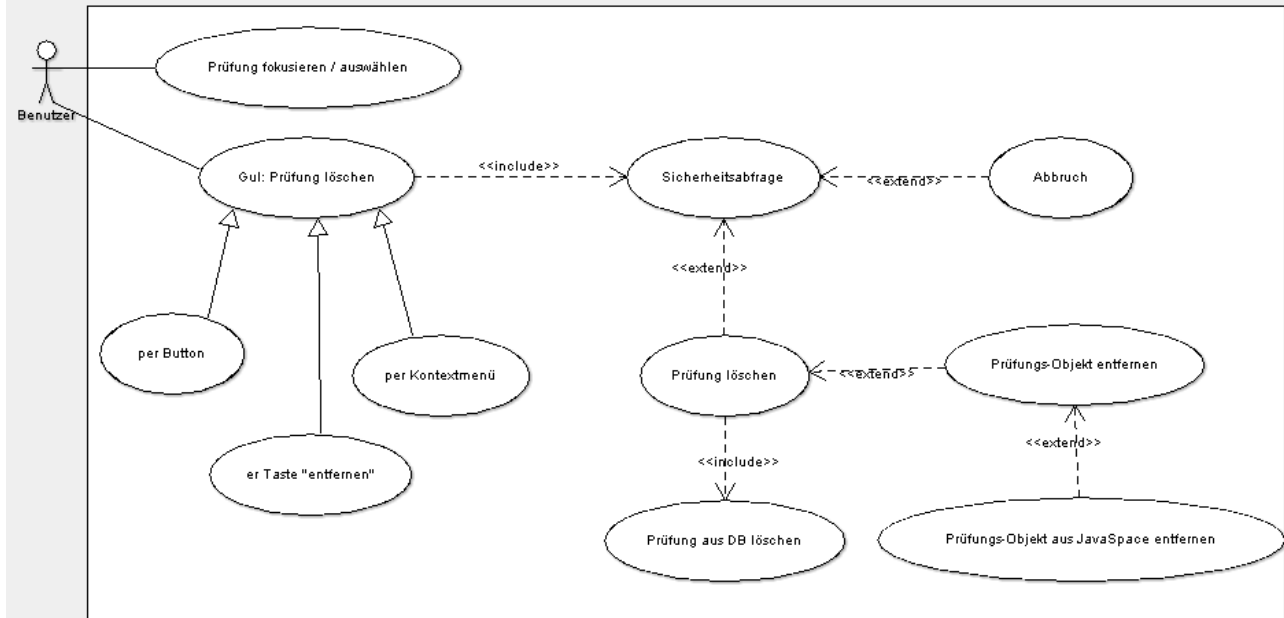 Prüfung fokusieren / auswählen
Benutzer
GuI: Prüfung löschen
<<include>>
Sicherheitsabfrage
<<extend>>
Abbruch
<<extend>>
per Button
per Kontextmenü
Prüfung löschen
<<extend>>
Prüfungs-Objekt entfernen
<<extend>>
er Taste "entfernen"
<<include>>
Prüfung aus DB löschen
Prüfungs-Objekt aus JavaSpace entfernen